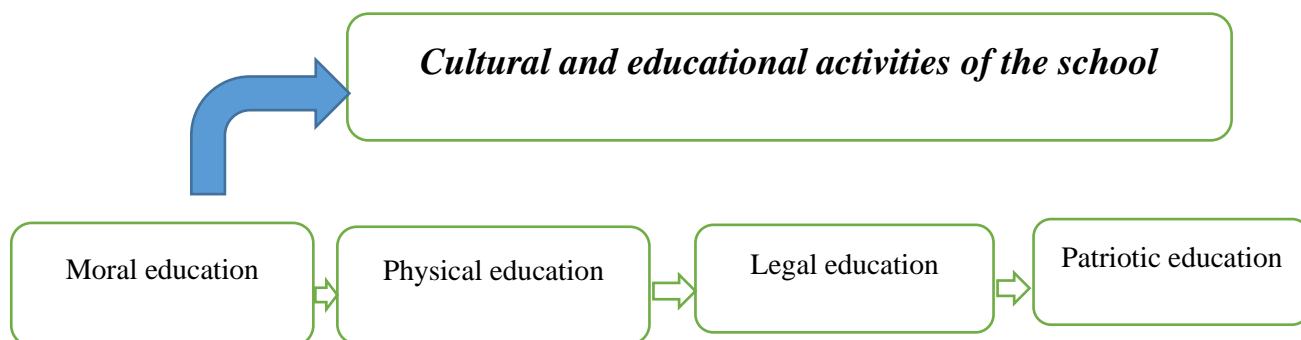 Cultural and educational activities of the school
Moral education
Physical education
Legal education
Patriotic education